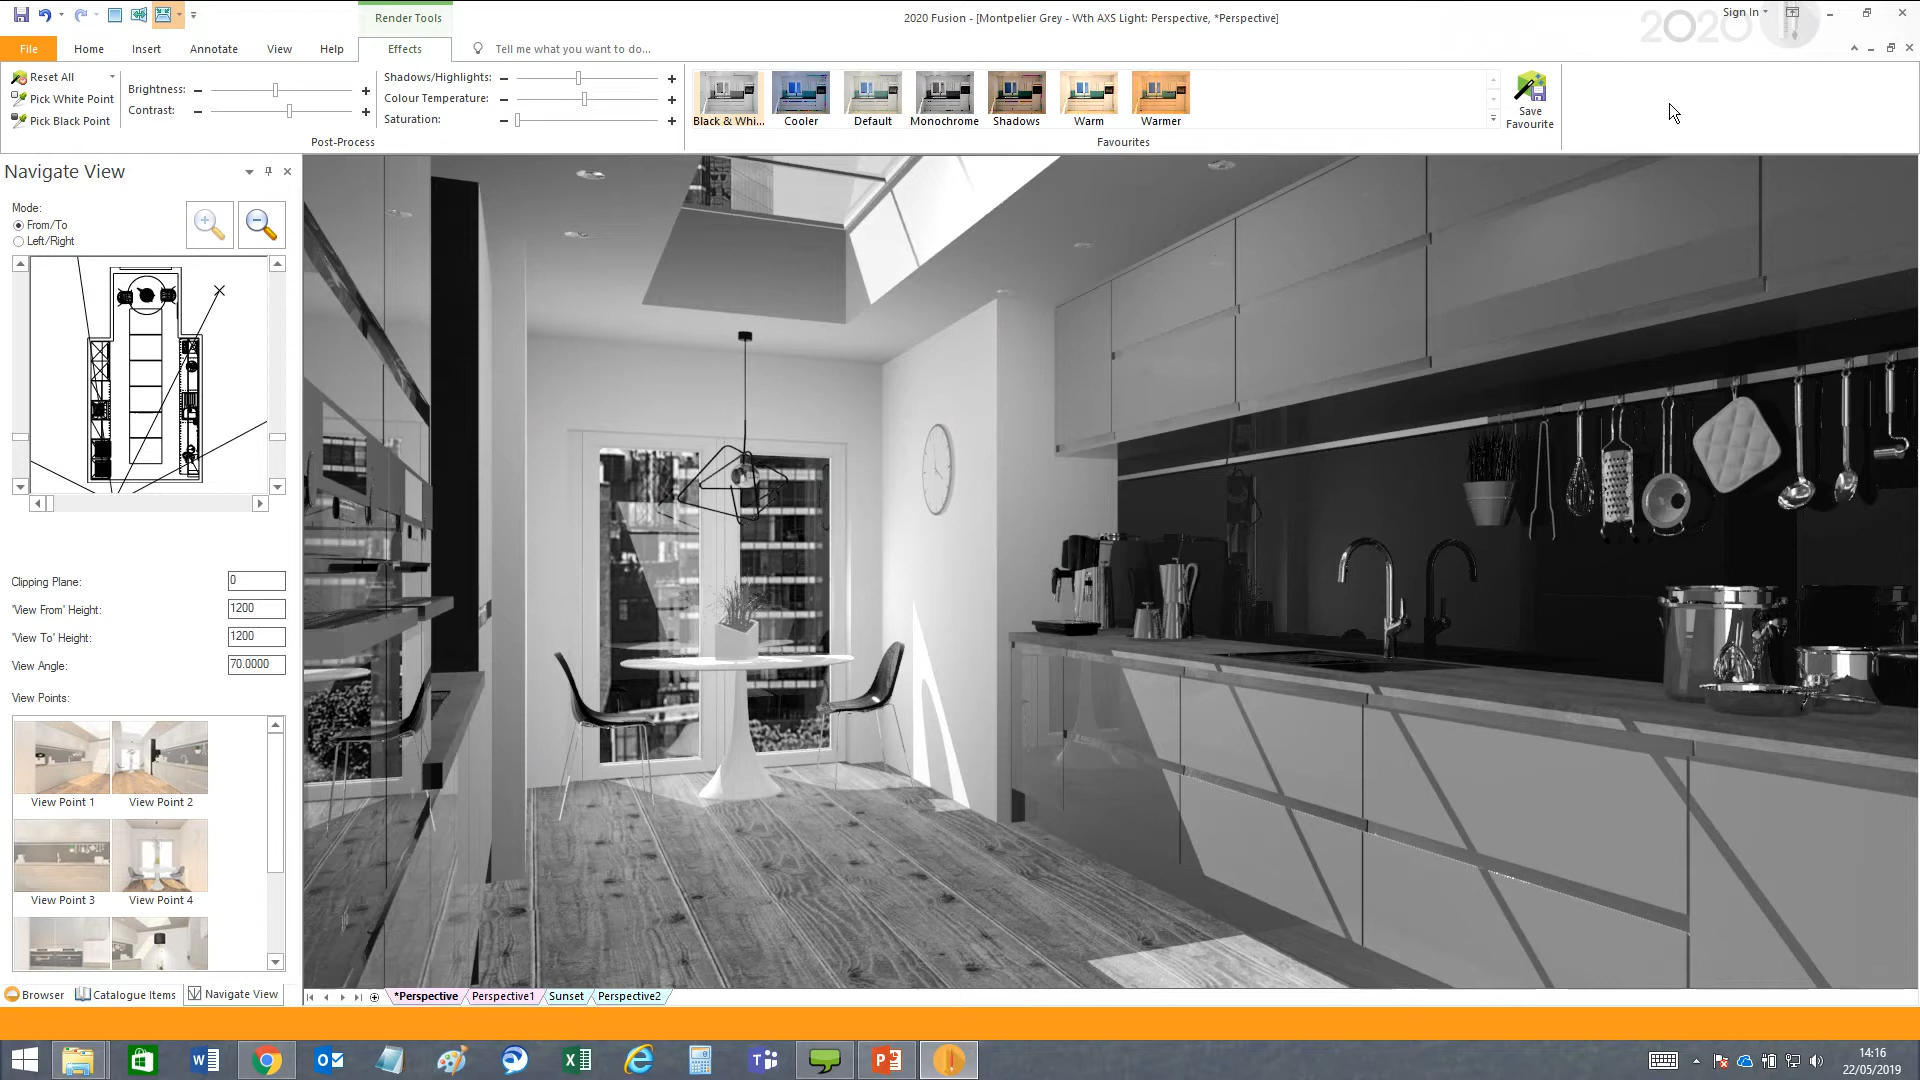 Render Tools
2020 Fusion - [Montpelier Grey - Wth AXS Light: Perspective, *Perspective]
Sign In
2020
File
Home
Insert
Annotate
View
Help
Effects
Tell me what you want to do...
Reset All
Pick White Point
Pick Black Point
Brightness:
Contrast:
Shadows/Highlights:
Colour Temperature:
Saturation:
Post-Process
Black & Whi...
Cooler
Default
Monochrome
Shadows
Warm
Warmer
Favourites
Save
Favourite
Navigate View
Mode:
From/To
Left/Right
Clipping Plane:
0
'View From' Height:
1200
'View To' Height:
1200
View Angle:
70.0000
View Points:
View Point 1
View Point 2
View Point 3
View Point 4
Browser
Catalogue Items
Navigate View
*Perspective
Perspective1
Sunset
Perspective2
14:16
22/05/2019